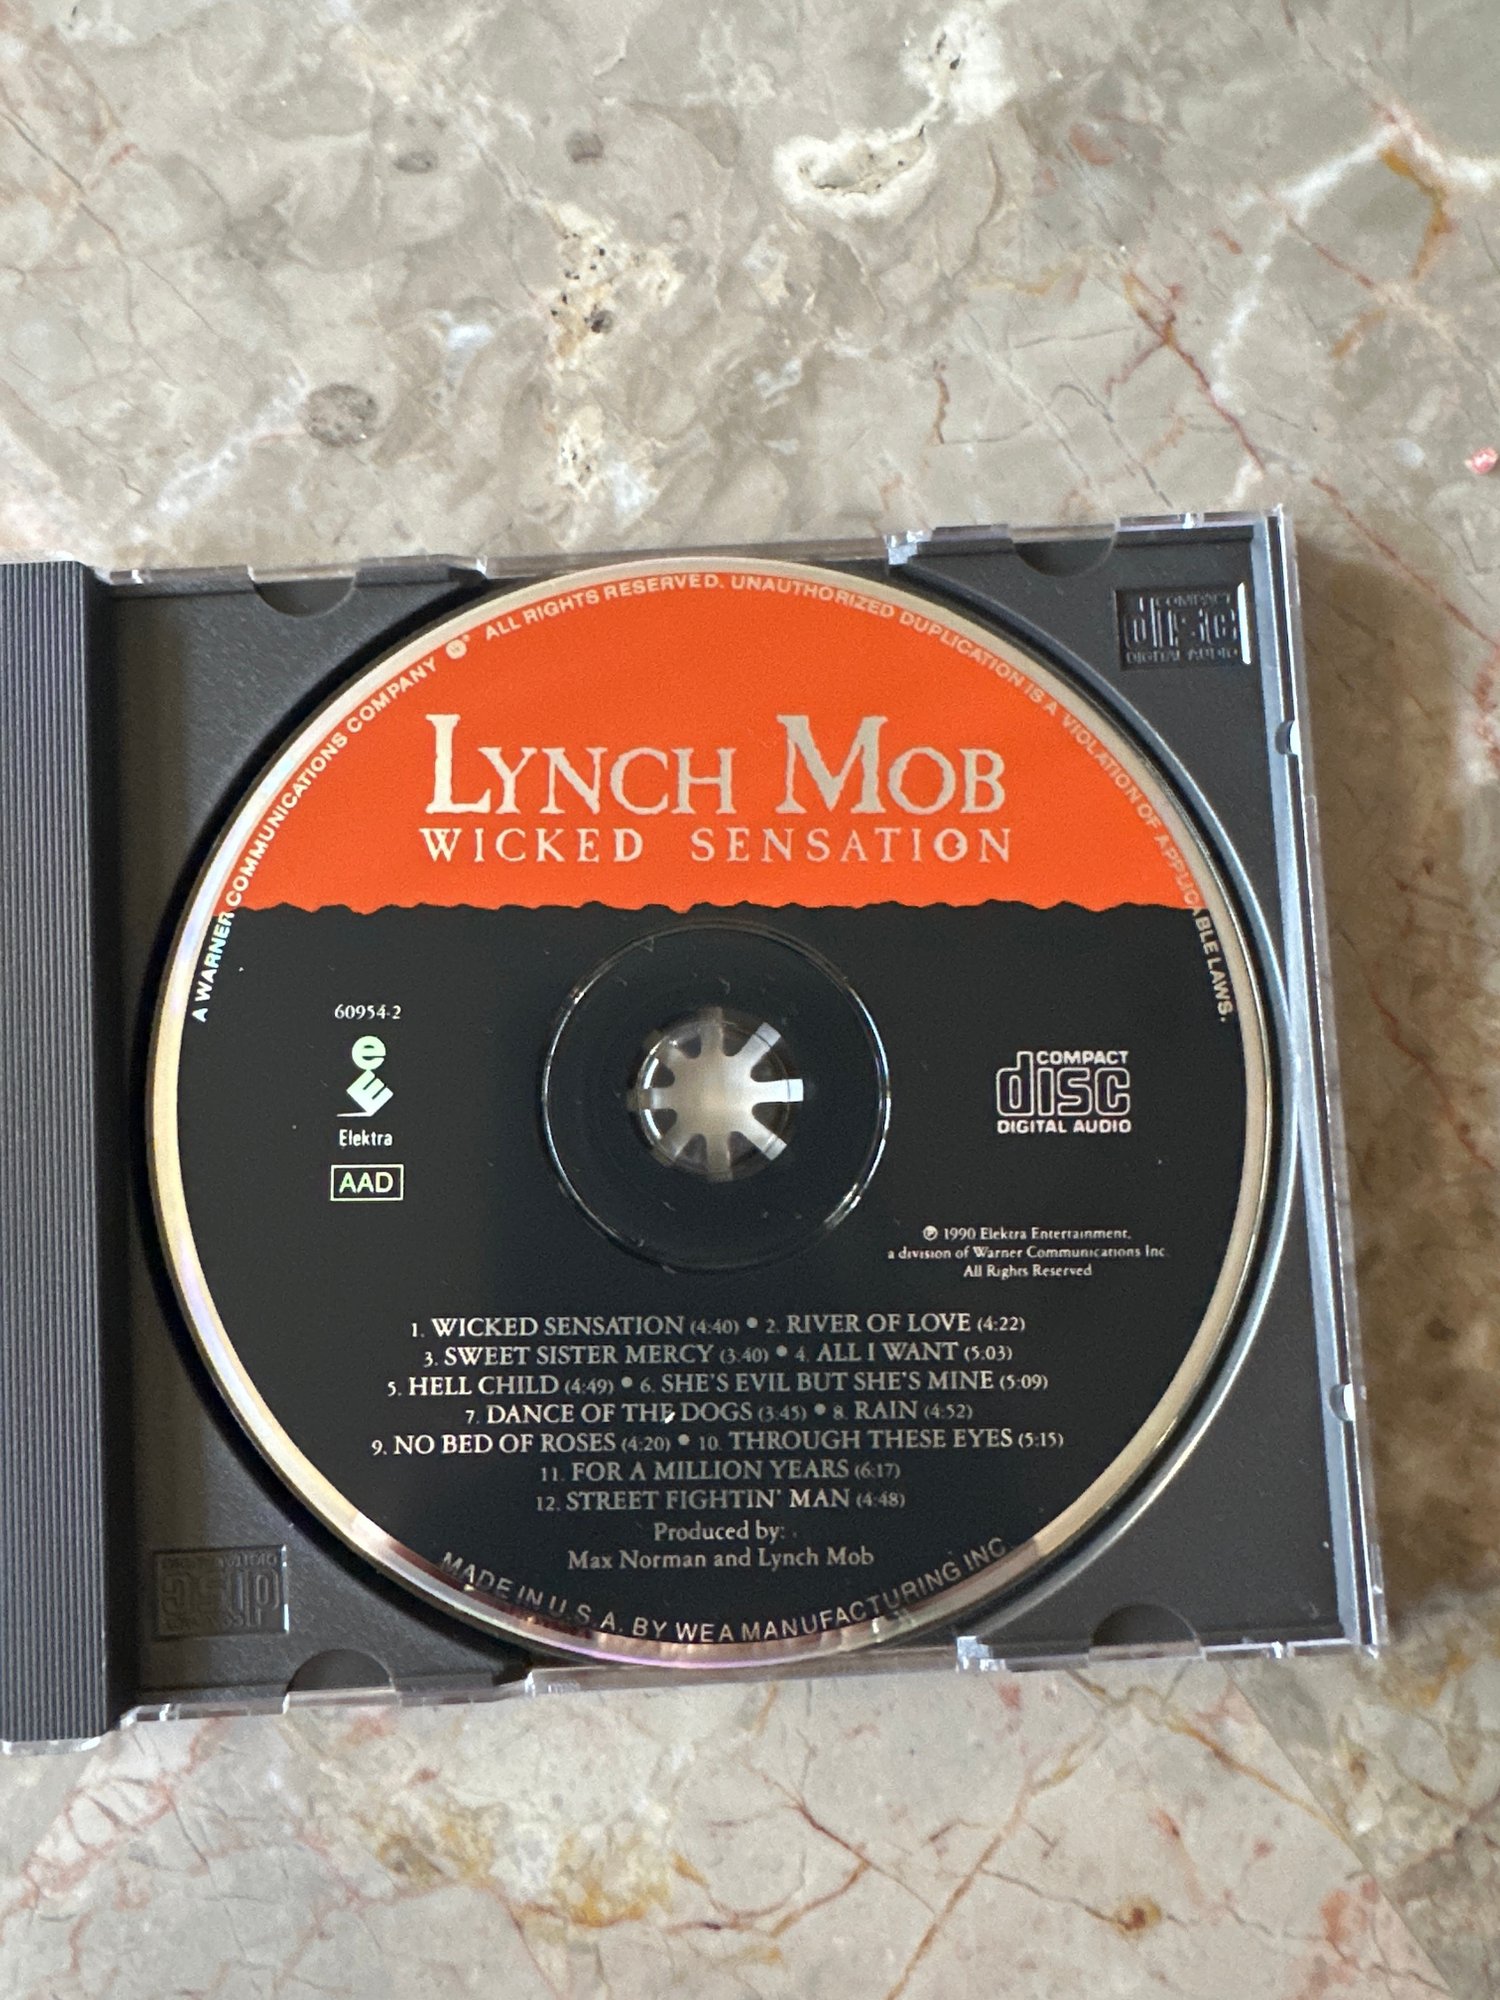 A WARNER COMMUNICATIONS COMPANY ALL RIGHTS RESERVED. UNAUTHORIZED DUPLICATION IS A VIOLATION OF APPLICABLE LAWS.
COMPACT
disc
DIGITAL AUDIO
LYNCH MOB
WICKED SENSATION
60954-2
e
E
Elektra
AAD
COMPACT
disc
DIGITAL AUDIO
℗ 1990 Elektra Entertainment,
a division of Warner Communications Inc.
All Rights Reserved
1. WICKED SENSATION (4:40) • 2. RIVER OF LOVE (4:22)
3. SWEET SISTER MERCY (3:40) • 4. ALL I WANT (5:03)
5. HELL CHILD (4:49) • 6. SHE'S EVIL BUT SHE'S MINE (5:09)
7. DANCE OF THE DOGS (3:45) • 8. RAIN (4:52)
9. NO BED OF ROSES (4:20) • 10. THROUGH THESE EYES (5:15)
11. FOR A MILLION YEARS (6:17)
12. STREET FIGHTIN' MAN (4:48)
Produced by:
Max Norman and Lynch Mob
MADE IN U.S.A. BY WEA MANUFACTURING INC.
disc